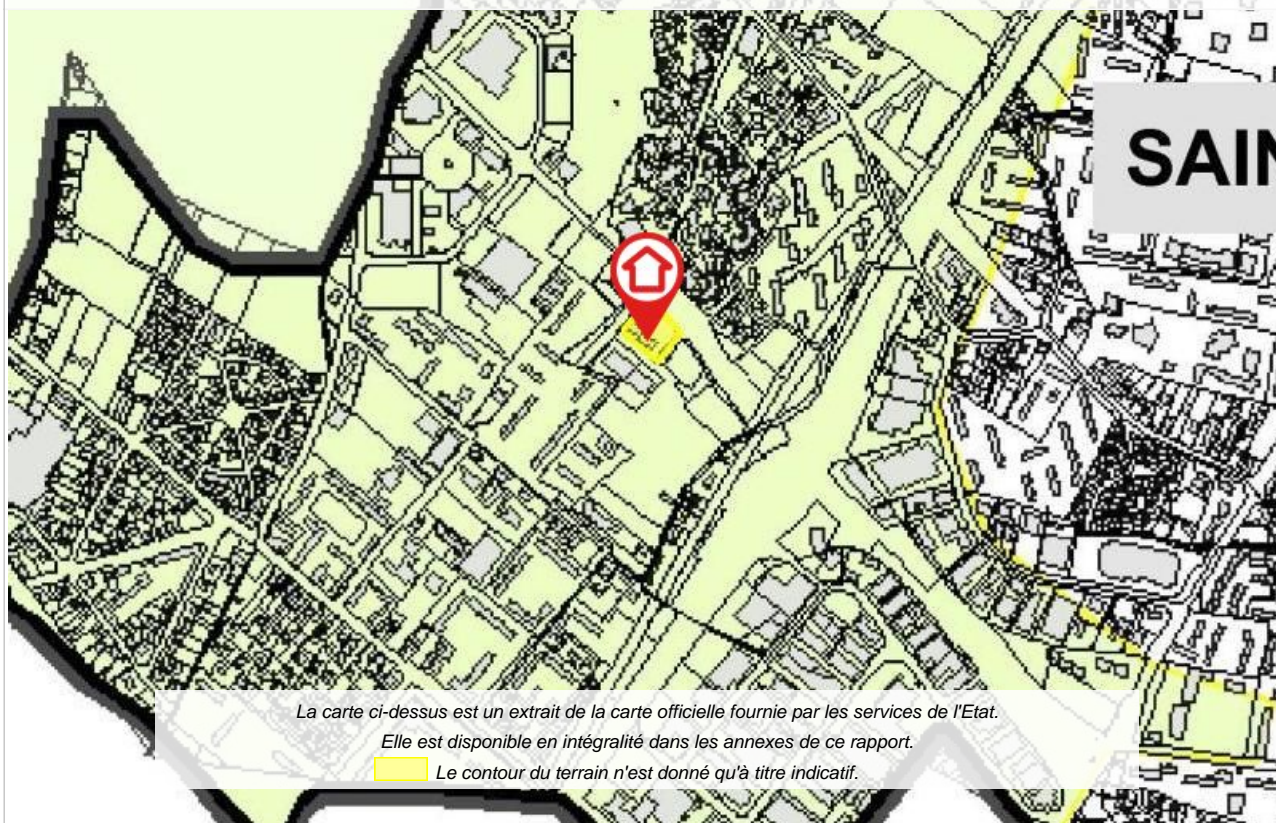 SAIN
La carte ci-dessus est un extrait de la carte officielle fournie par les services de l'Etat.
Elle est disponible en intégralité dans les annexes de ce rapport.
Le contour du terrain n'est donné qu'à titre indicatif.